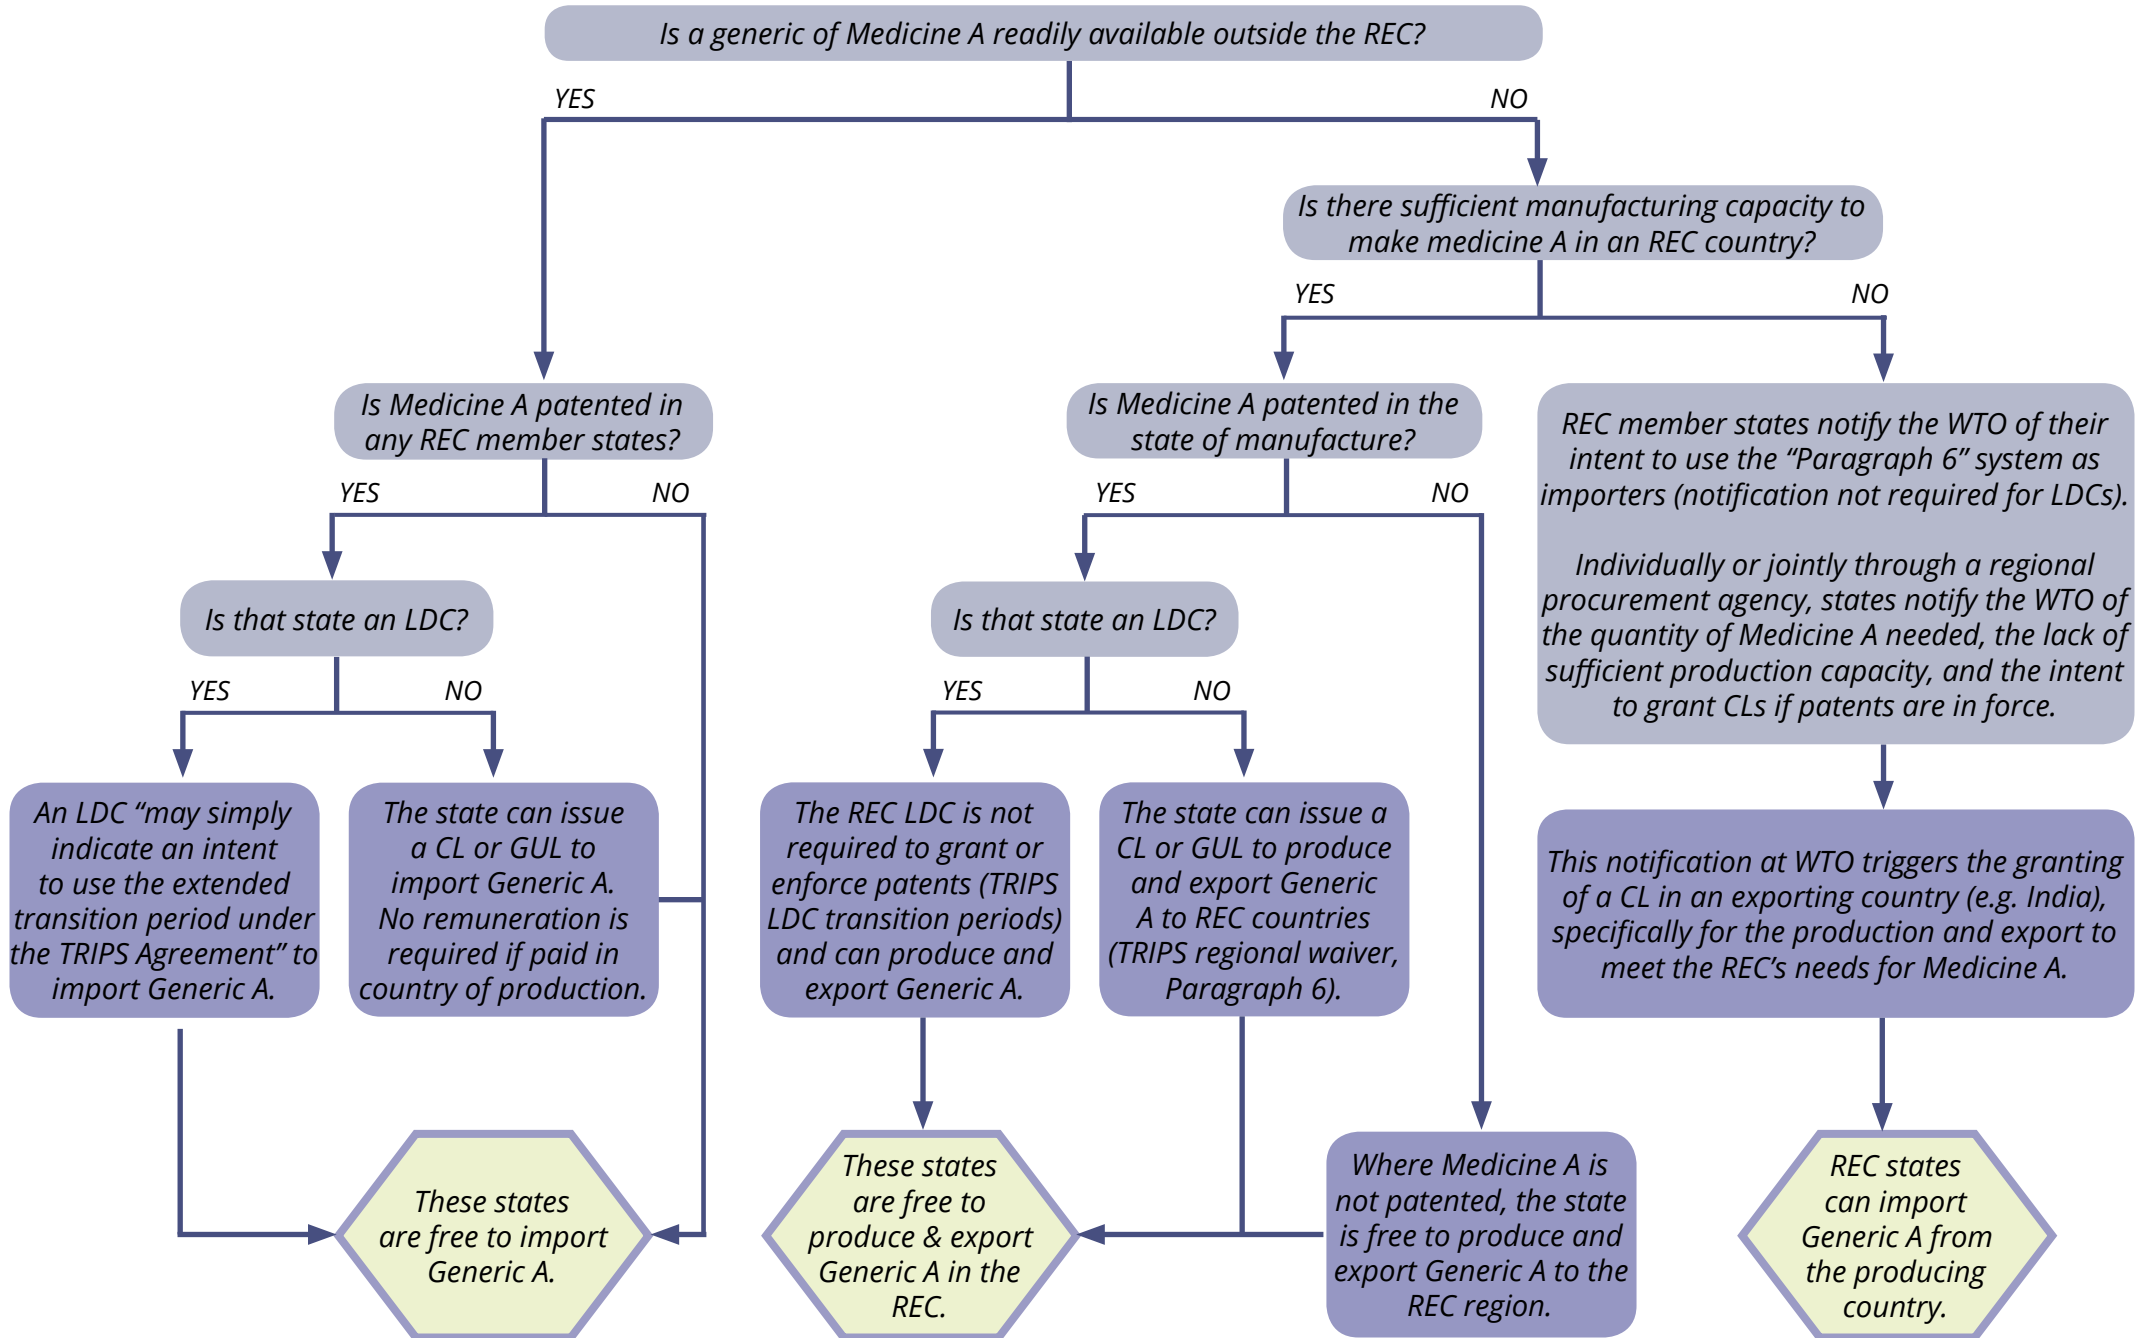 Is a generic of Medicine A readily available outside the REC?
YES
NO
Is there sufficient manufacturing capacity to
make medicine A in an REC country?
YES
NO
Is Medicine A patented in
any REC member states?
YES
NO
Is Medicine A patented in the
state of manufacture?
YES
NO
REC member states notify the WTO of their
intent to use the “Paragraph 6” system as
importers (notification not required for LDCs).
Individually or jointly through a regional
procurement agency, states notify the WTO of
the quantity of Medicine A needed, the lack of
sufficient production capacity, and the intent
to grant CLs if patents are in force.
Is that state an LDC?
YES
NO
Is that state an LDC?
YES
NO
An LDC “may simply
indicate an intent
to use the extended
transition period under
the TRIPS Agreement” to
import Generic A.
The state can issue
a CL or GUL to
import Generic A.
No remuneration is
required if paid in
country of production.
The REC LDC is not
required to grant or
enforce patents (TRIPS
LDC transition periods)
and can produce and
export Generic A.
The state can issue a
CL or GUL to produce
and export Generic
A to REC countries
(TRIPS regional waiver,
Paragraph 6).
This notification at WTO triggers the granting
of a CL in an exporting country (e.g. India),
specifically for the production and export to
meet the REC’s needs for Medicine A.
These states
are free to import
Generic A.
These states
are free to
produce & export
Generic A in the
REC.
Where Medicine A is
not patented, the state
is free to produce and
export Generic A to the
REC region.
REC states
can import
Generic A from
the producing
country.